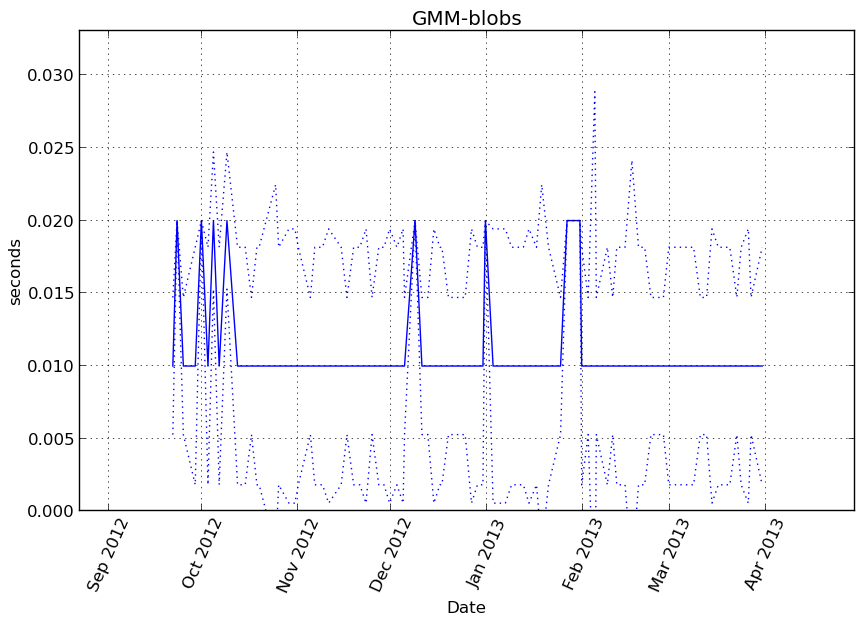 GMM-blobs
0.030
0.025
0.020
0.015
0.010
0.005
0.000
seconds
Sep 2012
Oct 2012
Nov 2012
Dec 2012
Jan 2013
Feb 2013
Mar 2013
Apr 2013
Date